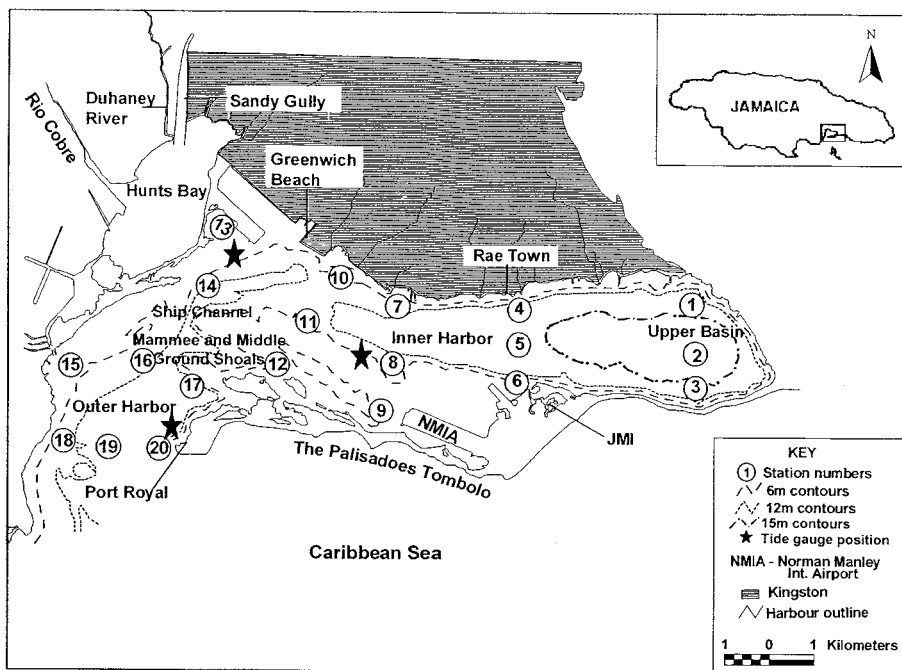 N
JAMAICA
Duhaney
River
Sandy Gully
Rio Cobre
Greenwich
Beach
Hunts Bay
13
Rae Town
10
14
7
4
1
Ship Channel
11
Inner Harbor
Upper Basin
5
2
Mammee and Middle
Ground Shoals
15
16
12
8
17
6
3
Outer Harbor
9
NMIA
18
19
20
JMI
The Palisadoes Tombolo
Port Royal
Caribbean Sea
KEY
1 Station numbers
6m contours
12m contours
15m contours
Tide gauge position
NMIA - Norman Manley
Int. Airport
Kingston
Harbour outline
1 0 1 Kilometers